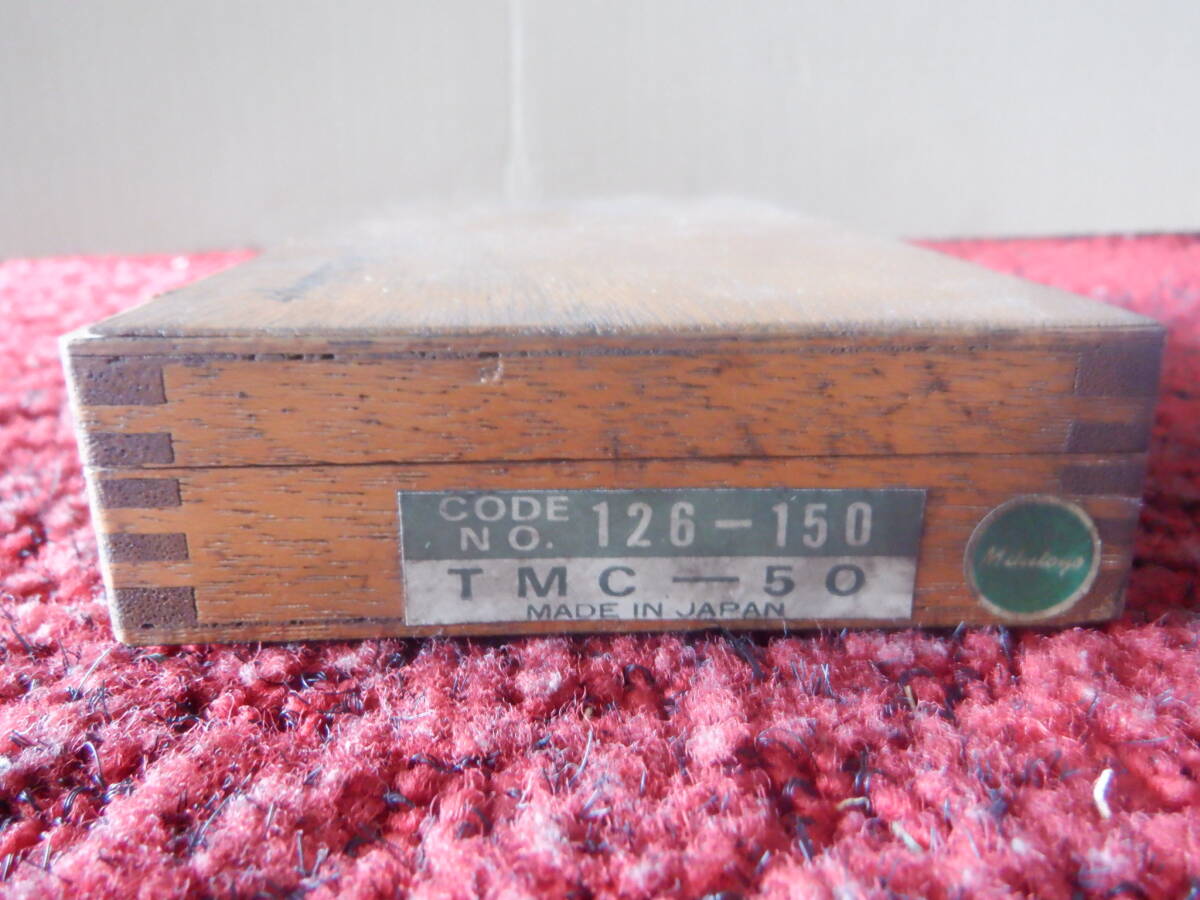 CODE NO. 126-150
TMC-50
MADE IN JAPAN
Mitutoyo